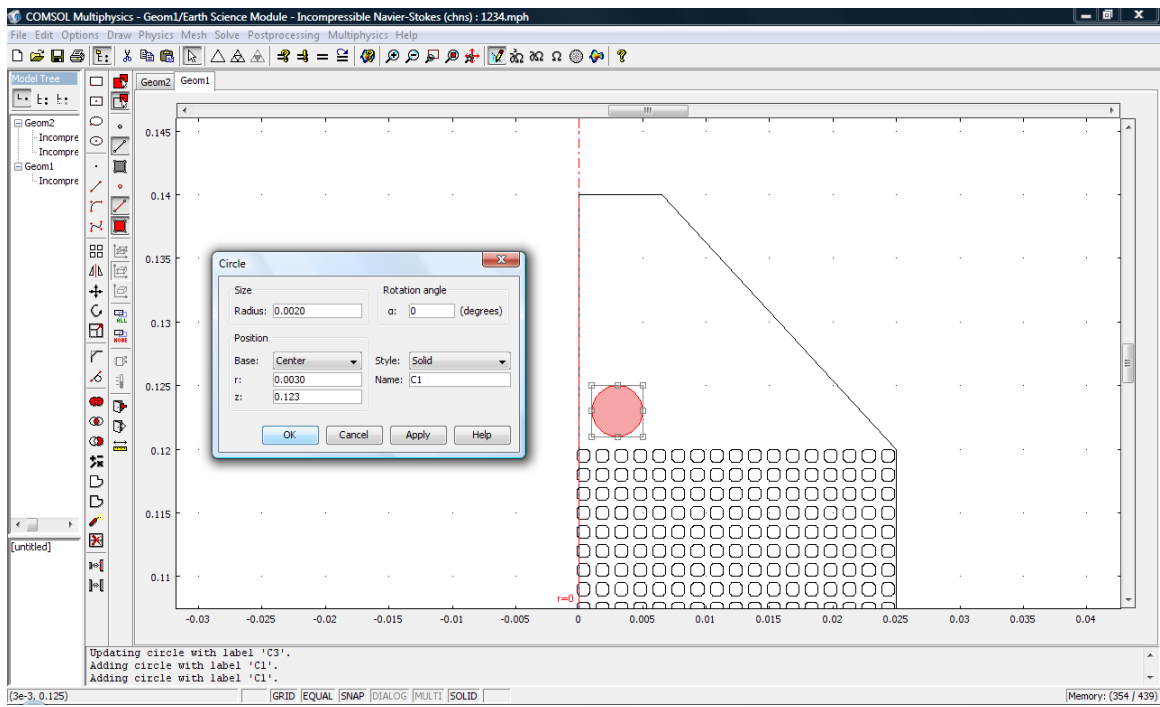 COMSOL Multiphysics - Geom1/Earth Science Module - Incompressible Navier-Stokes (chns) : 1234.mph
File Edit Options Draw Physics Mesh Solve Postprocessing Multiphysics Help
Model Tree
Geom2
Incompre
Incompre
Geom1
Incompre
[untitled]
ALL
NONE
Geom2 Geom1
0.145
0.14
0.135
0.13
0.125
0.12
0.115
0.11
r=0
-0.03 -0.025 -0.02 -0.015 -0.01 -0.005 0 0.005 0.01 0.015 0.02 0.025 0.03 0.035 0.04
Circle
Size
Rotation angle
Radius: 0.0020
α: 0 (degrees)
Position
Base: Center
Style: Solid
r: 0.0030
Name: C1
z: 0.123
OK Cancel Apply Help
Updating circle with label 'C3'.
Adding circle with label 'C1'.
Adding circle with label 'C1'.
(3e-3, 0.125) GRID EQUAL SNAP DIALOG MULTI SOLID Memory: (354 / 439)